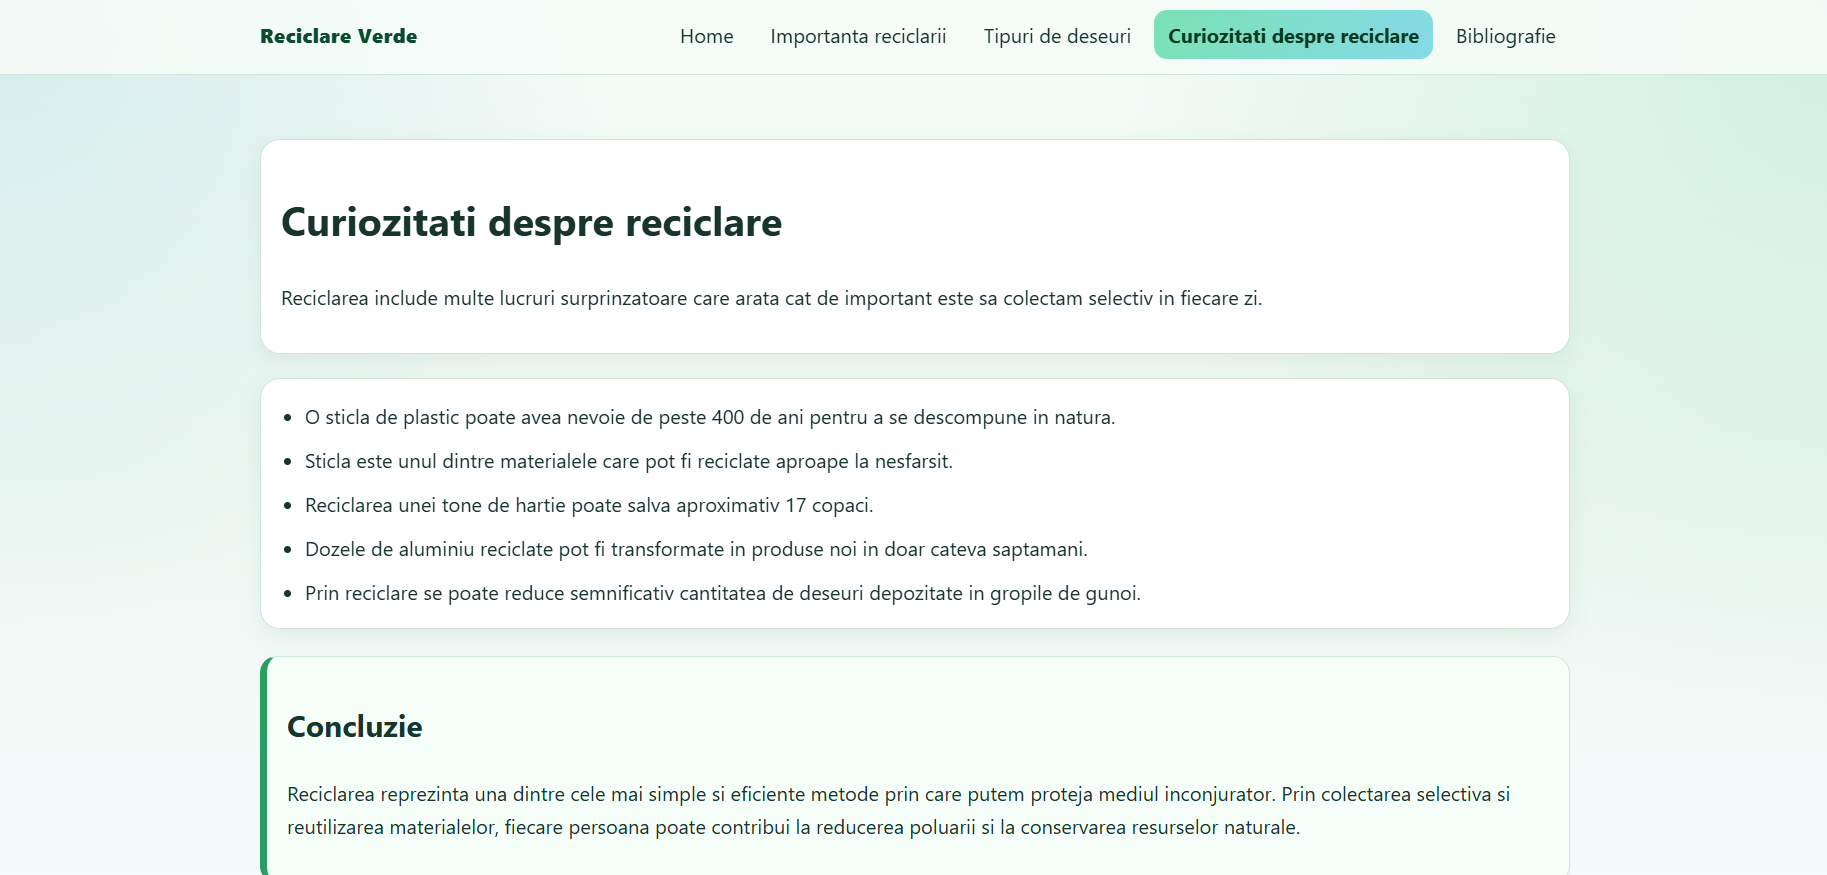 Reciclare Verde
Home
Importanta reciclarii
Tipuri de deseuri
Curiozitati despre reciclare
Bibliografie
Curiozitati despre reciclare
Reciclarea include multe lucruri surprinzatoare care arata cat de important este sa colectam selectiv in fiecare zi.
O sticla de plastic poate avea nevoie de peste 400 de ani pentru a se descompune in natura.
Sticla este unul dintre materialele care pot fi reciclate aproape la nesfarsit.
Reciclarea unei tone de hartie poate salva aproximativ 17 copaci.
Dozele de aluminiu reciclate pot fi transformate in produse noi in doar cateva saptamani.
Prin reciclare se poate reduce semnificativ cantitatea de deseuri depozitate in gropile de gunoi.
Concluzie
Reciclarea reprezinta una dintre cele mai simple si eficiente metode prin care putem proteja mediul inconjurator. Prin colectarea selectiva si
reutilizarea materialelor, fiecare persoana poate contribui la reducerea poluarii si la conservarea resurselor naturale.